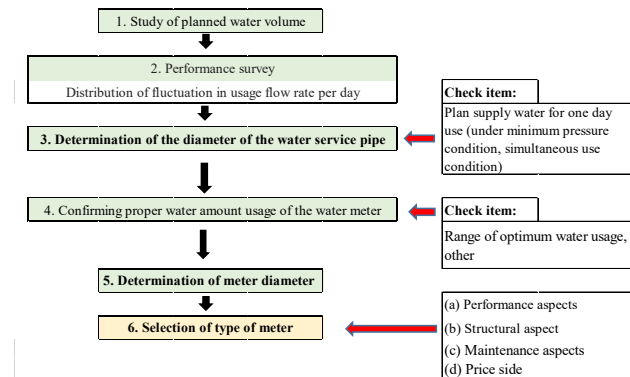 1. Study of planned water volume
2. Performance survey
Distribution of fluctuation in usage flow rate per day
Check item:
Plan supply water for one day
use (under minimum pressure
condition, simultaneous use
condition)
3. Determination of the diameter of the water service pipe
4. Confirming proper water amount usage of the water meter
Check item:
Range of optimum water usage,
other
5. Determination of meter diameter
6. Selection of type of meter
(a) Performance aspects
(b) Structural aspect
(c) Maintenance aspects
(d) Price side